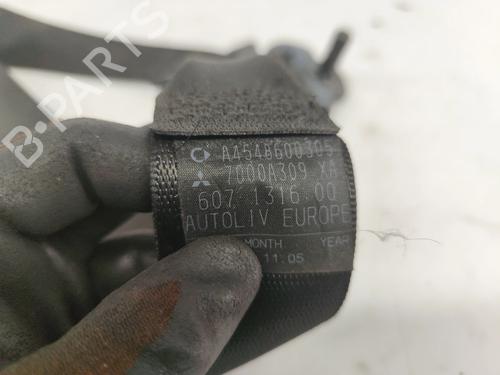 A4548600305
7000A309 XA
607 1316 00
AUTOLIV EUROPE
MONTH YEAR
11.05
B-PARTS